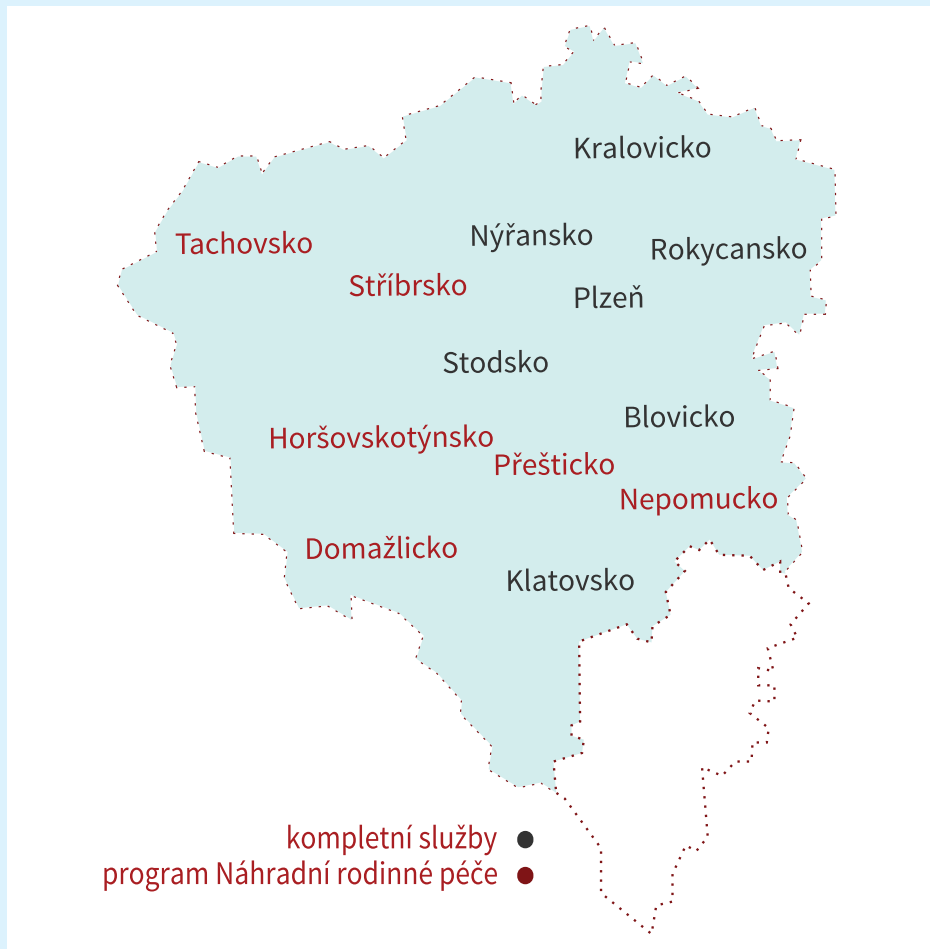 Kralovicko
Nýřansko
Tachovsko
Rokycansko
Stříbrsko
Plzeň
Stodsko
Blovicko
Horšovskotýnsko
Přešticko
Nepomucko
Domažlicko
Klatovsko
kompletní služby
program Náhradní rodinné péče